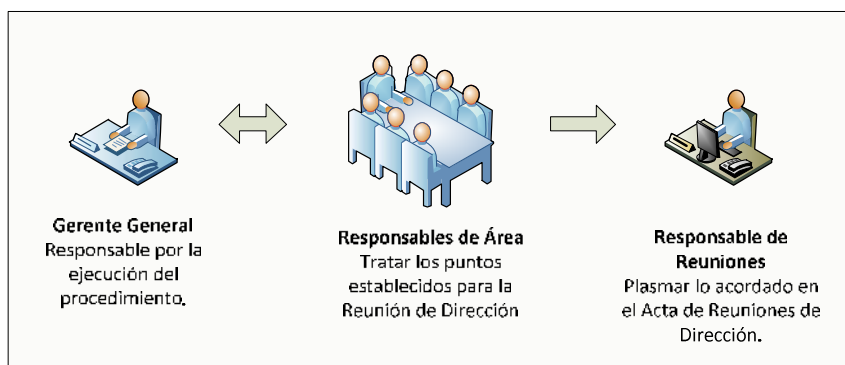 Gerente General
Responsable por la
ejecución del
procedimiento.
Responsables de Área
Tratar los puntos
establecidos para la
Reunión de Dirección
Responsable de
Reuniones
Plasmar lo acordado en
el Acta de Reuniones de
Dirección.